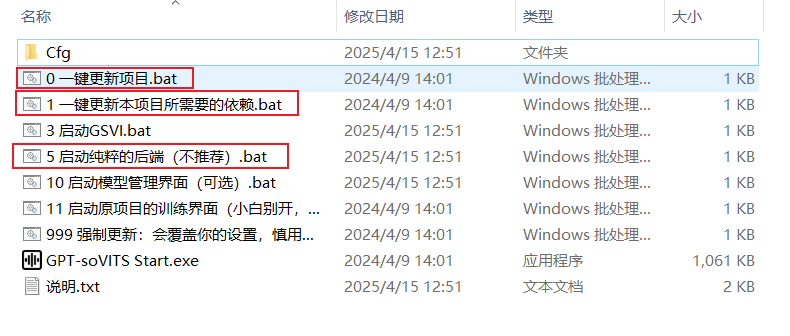 名称 修改日期 类型 大小
Cfg 2025/4/15 12:51 文件夹
0 一键更新项目.bat 2024/4/9 14:01 Windows 批处理... 1 KB
1 一键更新本项目所需要的依赖.bat 2024/4/9 14:01 Windows 批处理... 1 KB
3 启动GSVI.bat 2025/4/15 12:51 Windows 批处理... 1 KB
5 启动纯粹的后端（不推荐）.bat 2025/4/15 12:51 Windows 批处理... 1 KB
10 启动模型管理界面（可选）.bat 2025/4/15 12:51 Windows 批处理... 1 KB
11 启动原项目的训练界面（小白别开，... 2024/4/9 14:01 Windows 批处理... 1 KB
999 强制更新：会覆盖你的设置，慎用... 2024/4/9 14:01 Windows 批处理... 1 KB
GPT-soVITS Start.exe 2024/4/9 14:01 应用程序 1,061 KB
说明.txt 2025/4/15 12:51 文本文档 2 KB